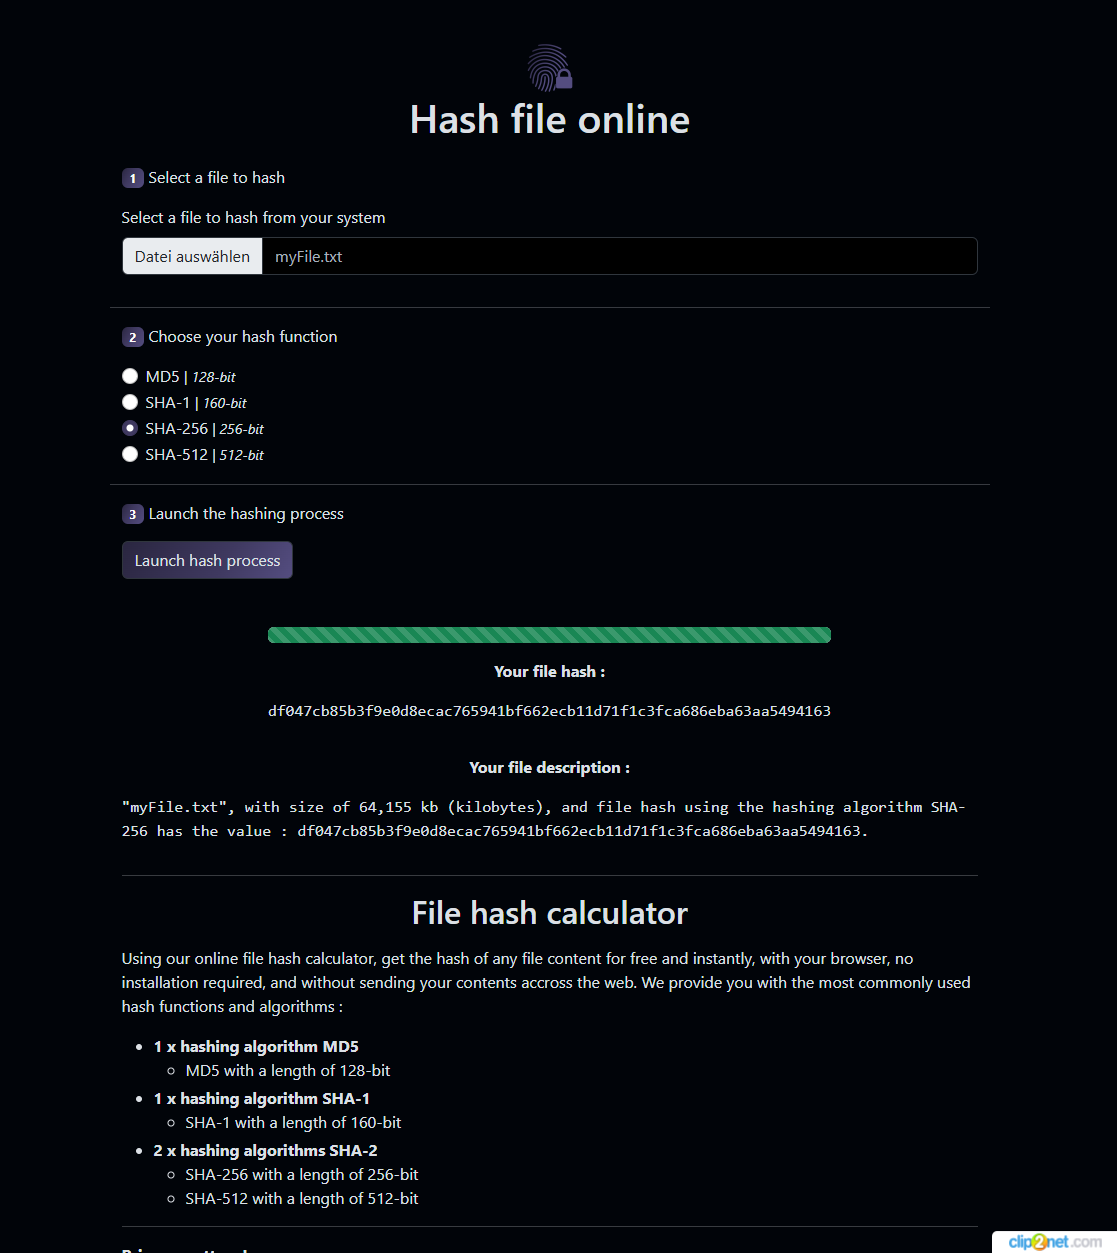 Hash file online
1 Select a file to hash
Select a file to hash from your system
Datei auswählen myFile.txt
2 Choose your hash function
MD5 | 128-bit
SHA-1 | 160-bit
SHA-256 | 256-bit
SHA-512 | 512-bit
3 Launch the hashing process
Launch hash process
Your file hash :
df047cb85b3f9e0d8ecac765941bf662ecb11d71f1c3fca686eba63aa5494163
Your file description :
"myFile.txt", with size of 64,155 kb (kilobytes), and file hash using the hashing algorithm SHA-
256 has the value : df047cb85b3f9e0d8ecac765941bf662ecb11d71f1c3fca686eba63aa5494163.
File hash calculator
Using our online file hash calculator, get the hash of any file content for free and instantly, with your browser, no
installation required, and without sending your contents accross the web. We provide you with the most commonly used
hash functions and algorithms :
1 x hashing algorithm MD5
MD5 with a length of 128-bit
1 x hashing algorithm SHA-1
SHA-1 with a length of 160-bit
2 x hashing algorithms SHA-2
SHA-256 with a length of 256-bit
SHA-512 with a length of 512-bit
clip2net.com